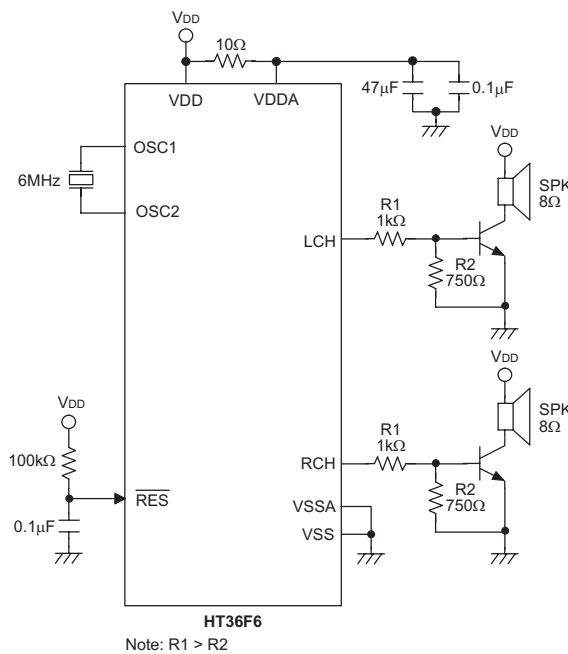 VDD
10Ω
VDD
VDDA
47μF
0.1μF
OSC1
6MHz
OSC2
VDD
SPK
8Ω
R1
1kΩ
LCH
R2
750Ω
VDD
SPK
8Ω
VDD
R1
1kΩ
100kΩ
RCH
R2
750Ω
RES
VSSA
0.1μF
VSS
HT36F6
Note: R1 > R2